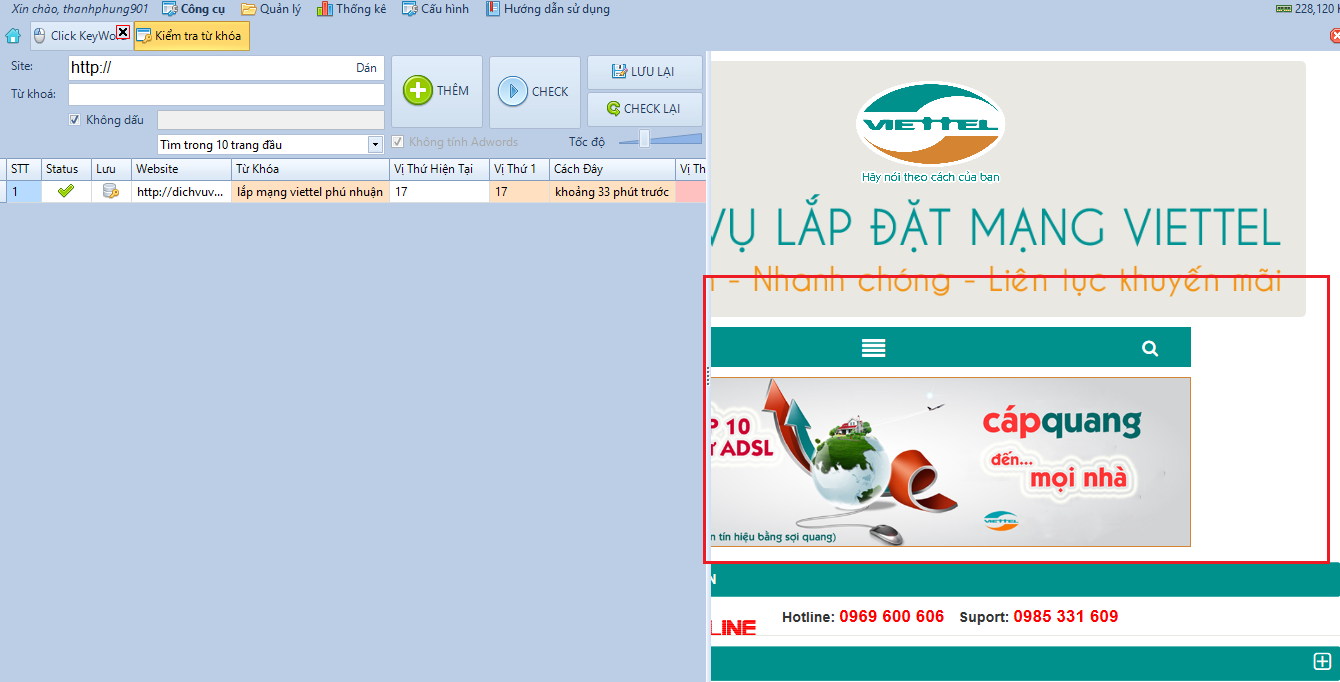 Xin chào, thanhphung901 Công cụ Quản lý Thống kê Cấu hình Hướng dẫn sử dụng 228,120
Click KeyWo Kiểm tra từ khóa
Site: http:// Dán
Từ khoá:
THÊM
CHECK
LƯU LẠI
CHECK LẠI
Không dấu
Tìm trong 10 trang đầu
Không tính Adwords
Tốc độ
STT Status Lưu Website Từ Khóa Vị Thứ Hiện Tại Vị Thứ 1 Cách Đây Vị Th
1 http://dichvuv... lắp mạng viettel phú nhuận 17 17 khoảng 33 phút trước
VIETTEL
Hãy nói theo cách của bạn
VỤ LẮP ĐẶT MẠNG VIETTEL
- Nhanh chóng - Liên tục khuyến mãi
P 10
ADSL
cápquang
đến...
mọi nhà
VIETTEL
n tín hiệu bằng sợi quang)
N
LINE
Hotline: 0969 600 606 Suport: 0985 331 609